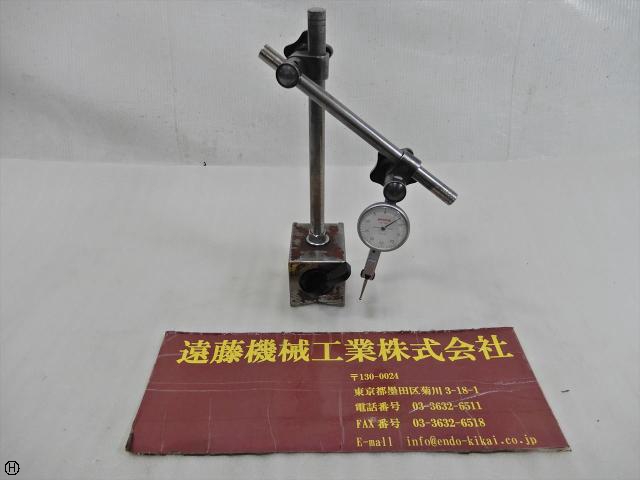 遠藤機械工業株式会社
〒130-0024
東京都墨田区菊川3-18-1
電話番号 03-3632-6511
FAX番号 03-3632-6518
E-mail info@endo-kikai.co.jp
H